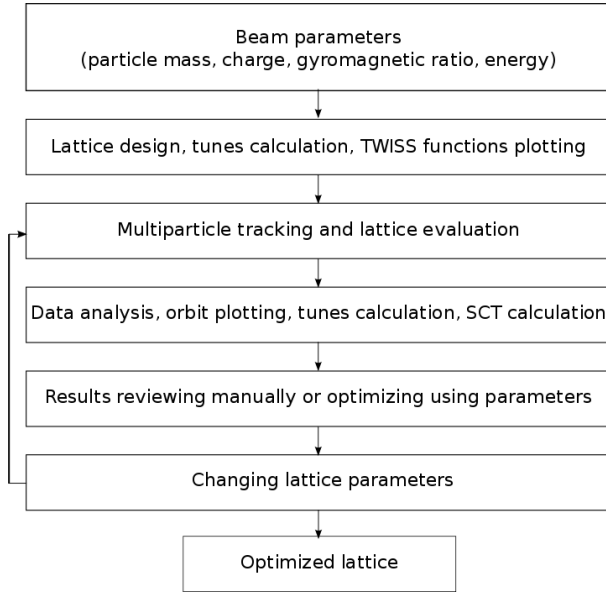 Beam parameters
(particle mass, charge, gyromagnetic ratio, energy)
Lattice design, tunes calculation, TWISS functions plotting
Multiparticle tracking and lattice evaluation
Data analysis, orbit plotting, tunes calculation, SCT calculation
Results reviewing manually or optimizing using parameters
Changing lattice parameters
Optimized lattice